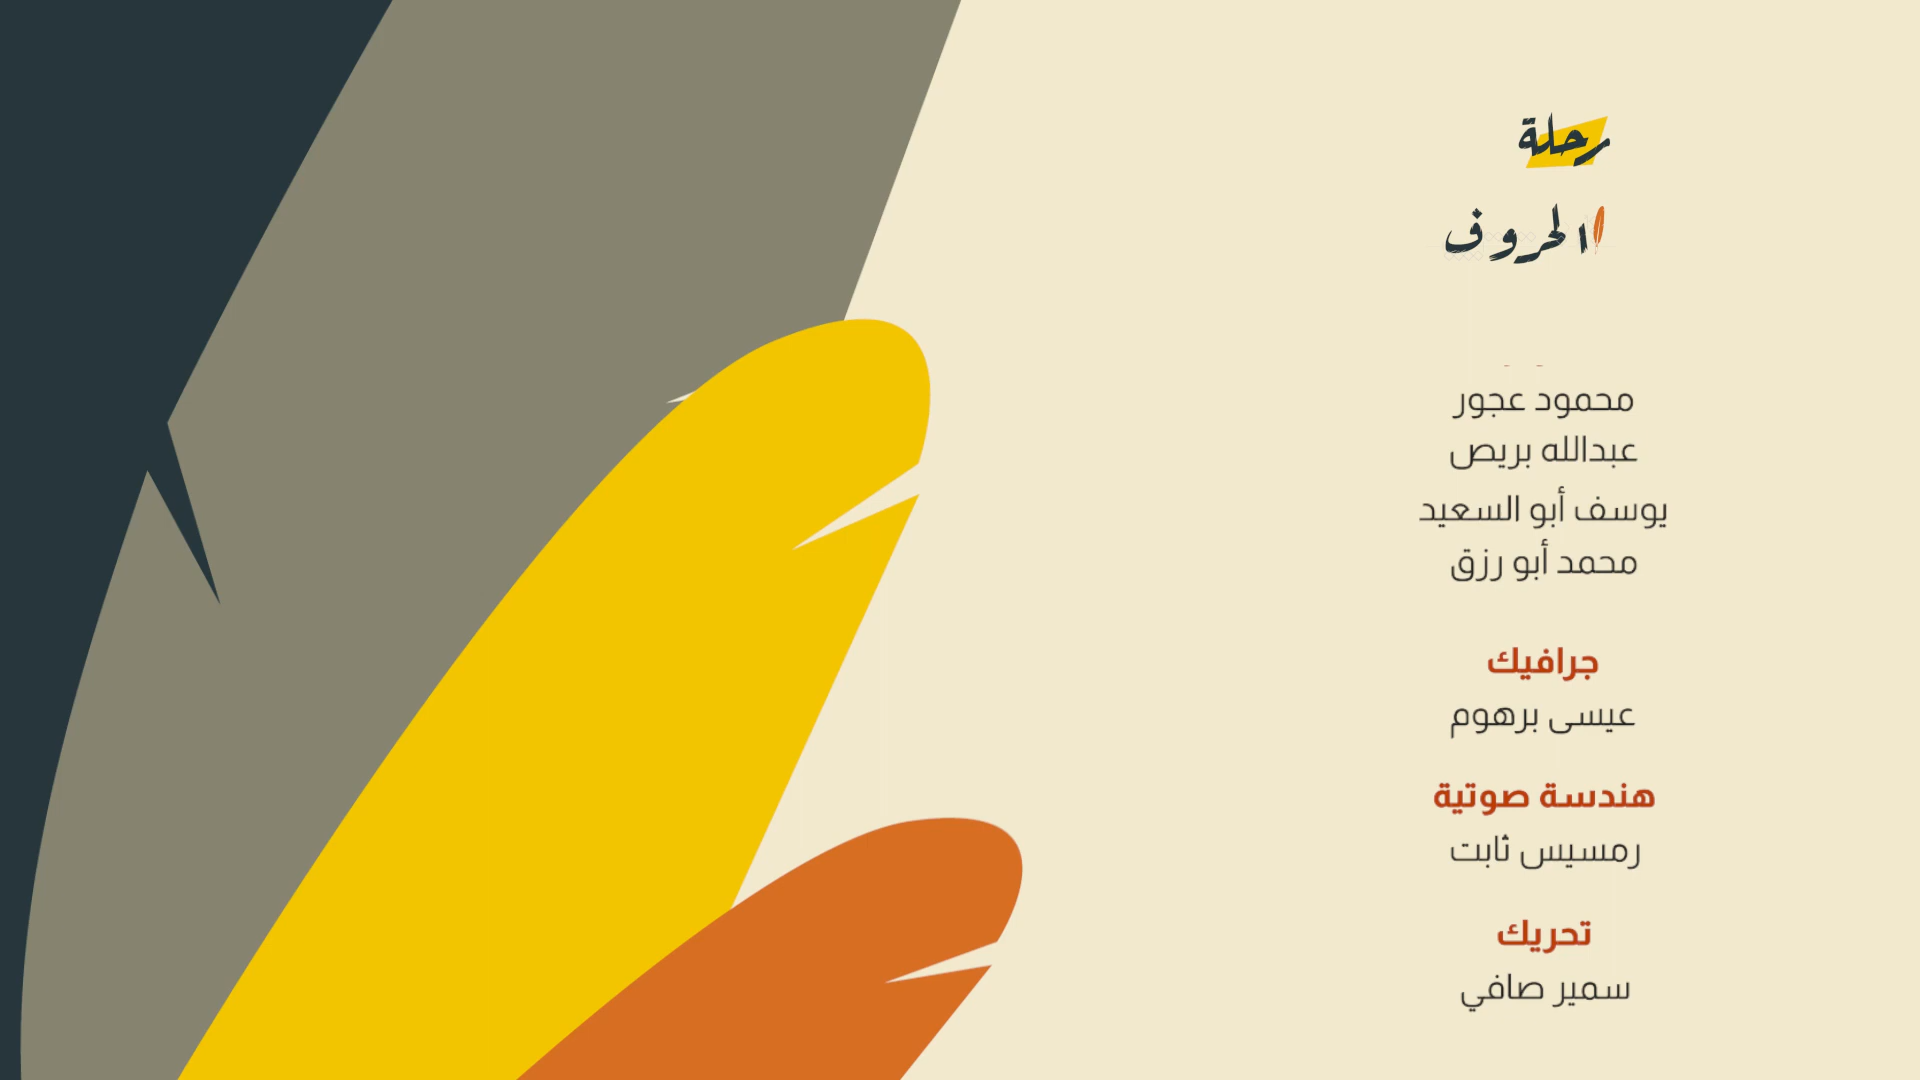 رحلة
الحروف
محمود عجور
عبدالله بريص
يوسف أبو السعيد
محمد أبو رزق
جرافيك
عيسى برهوم
هندسة صوتية
رمسيس ثابت
تحريك
سمير صافي